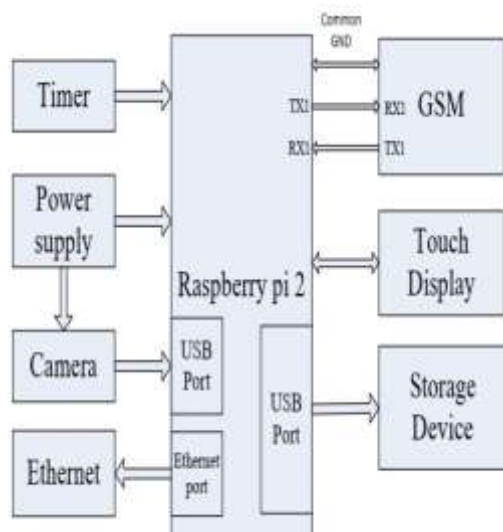 Common
GND
Timer
TX1
RX1
GSM
RX1
TX1
Power
supply
Touch
Display
Raspberry pi 2
Camera
USB
Port
USB
Port
Storage
Device
Ethernet
Ethernet
port